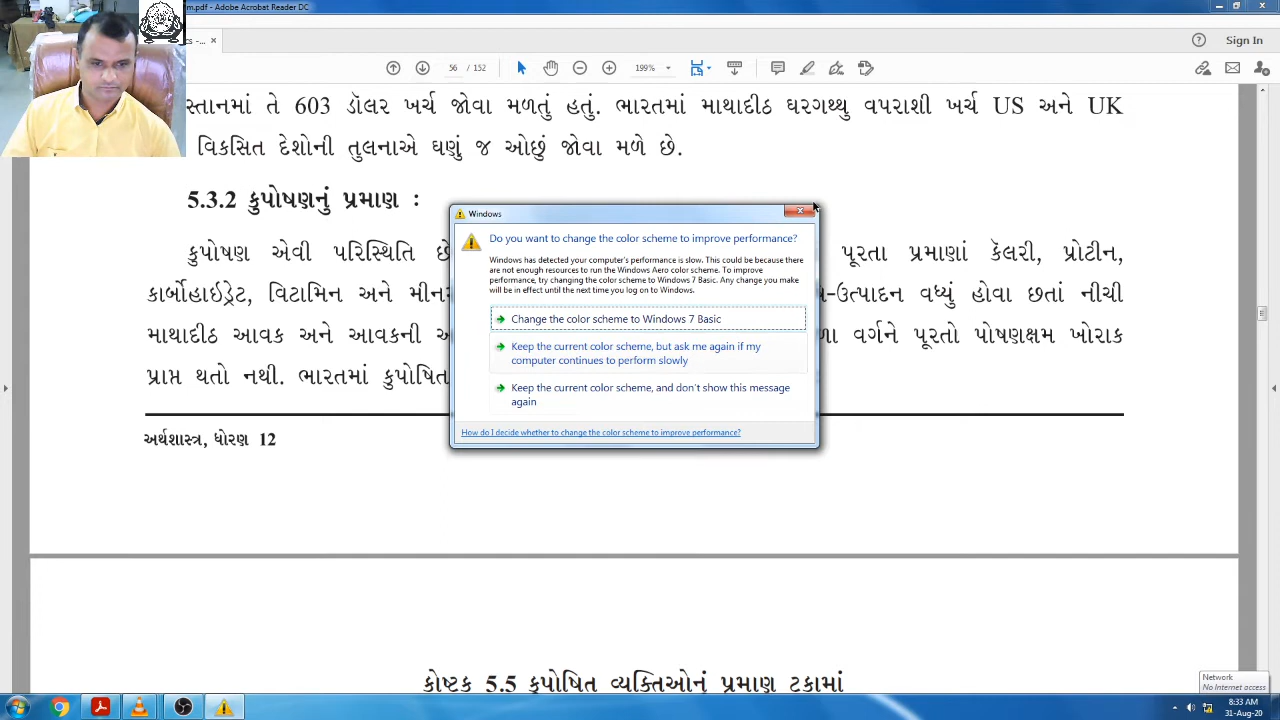 m.pdf - Adobe Acrobat Reader DC
Sign In
56 / 152
199%
તે 603 ડૉલર ખર્ચ જોવા મળતું હતું. ભારતમાં માથાદીઠ ઘરગથ્થુ વપરાશી ખર્ચ US અને UK
વિકસિત દેશોની તુલનાએ ઘણું જ ઓછું જોવા મળે છે.
5.3.2 કુપોષણનું પ્રમાણ :
કુપોષણ એવી પરિસ્થિતિ છે
પૂરતા પ્રમાણાં કૅલરી, પ્રોટીન,
કાર્બોહાઇડ્રેટ, વિટામિન અને
ઉત્પાદન વધ્યું હોવા છતાં નીચી
માથાદીઠ આવક અને આવકની
વર્ગને પૂરતો પોષણક્ષમ ખોરાક
પ્રાપ્ત થતો નથી. ભારતમાં કુપોષિત
અર્થશાસ્ત્ર, ધોરણ 12
Windows
Do you want to change the color scheme to improve performance?
Windows has detected your computer's performance is slow. This could be because there
are not enough resources to run the Windows Aero color scheme. To improve
performance, try changing the color scheme to Windows 7 Basic. Any change you make
will be in effect until the next time you log on to Windows.
Change the color scheme to Windows 7 Basic
Keep the current color scheme, but ask me again if my
computer continues to perform slowly
Keep the current color scheme, and don't show this message
again
How do I decide whether to change the color scheme to improve performance?
કોષ્ટક 5.5 કુપોષિત વ્યક્તિઓનું પ્રમાણ ટકામાં
Network
No Internet access
8:33 AM
31-Aug-20